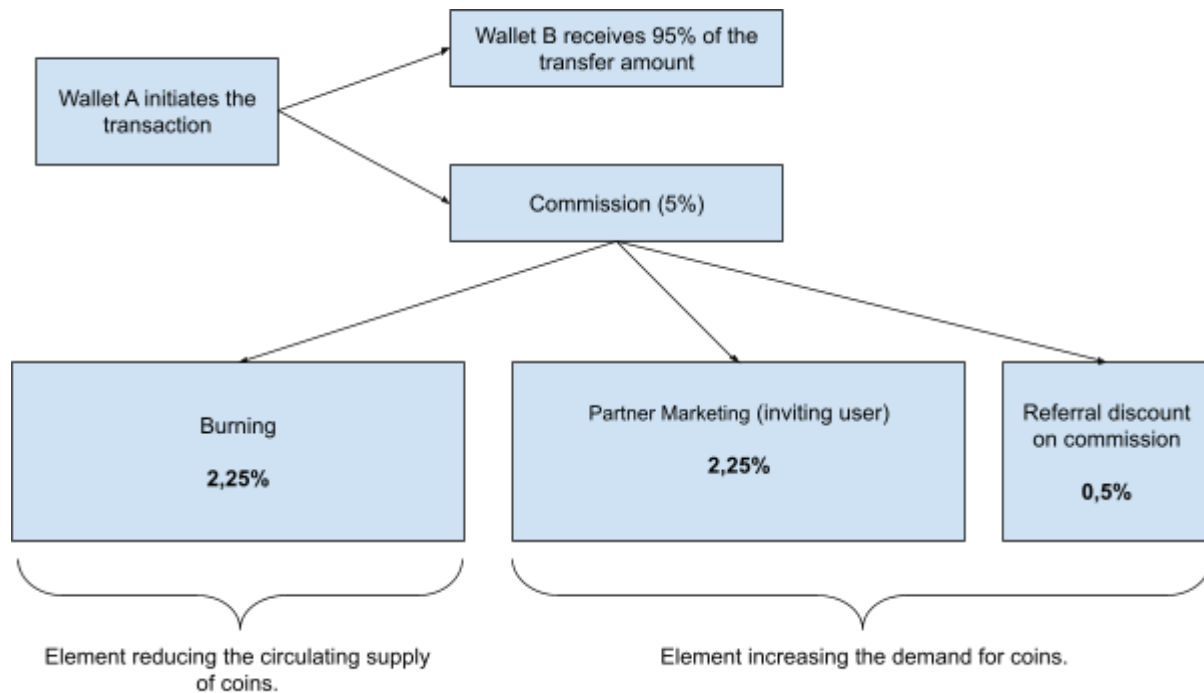 Wallet B receives 95% of the
transfer amount
Wallet A initiates the
transaction
Commission (5%)
Burning
2,25%
Partner Marketing (inviting user)
2,25%
Referral discount
on commission
0,5%
Element reducing the circulating supply
of coins.
Element increasing the demand for coins.